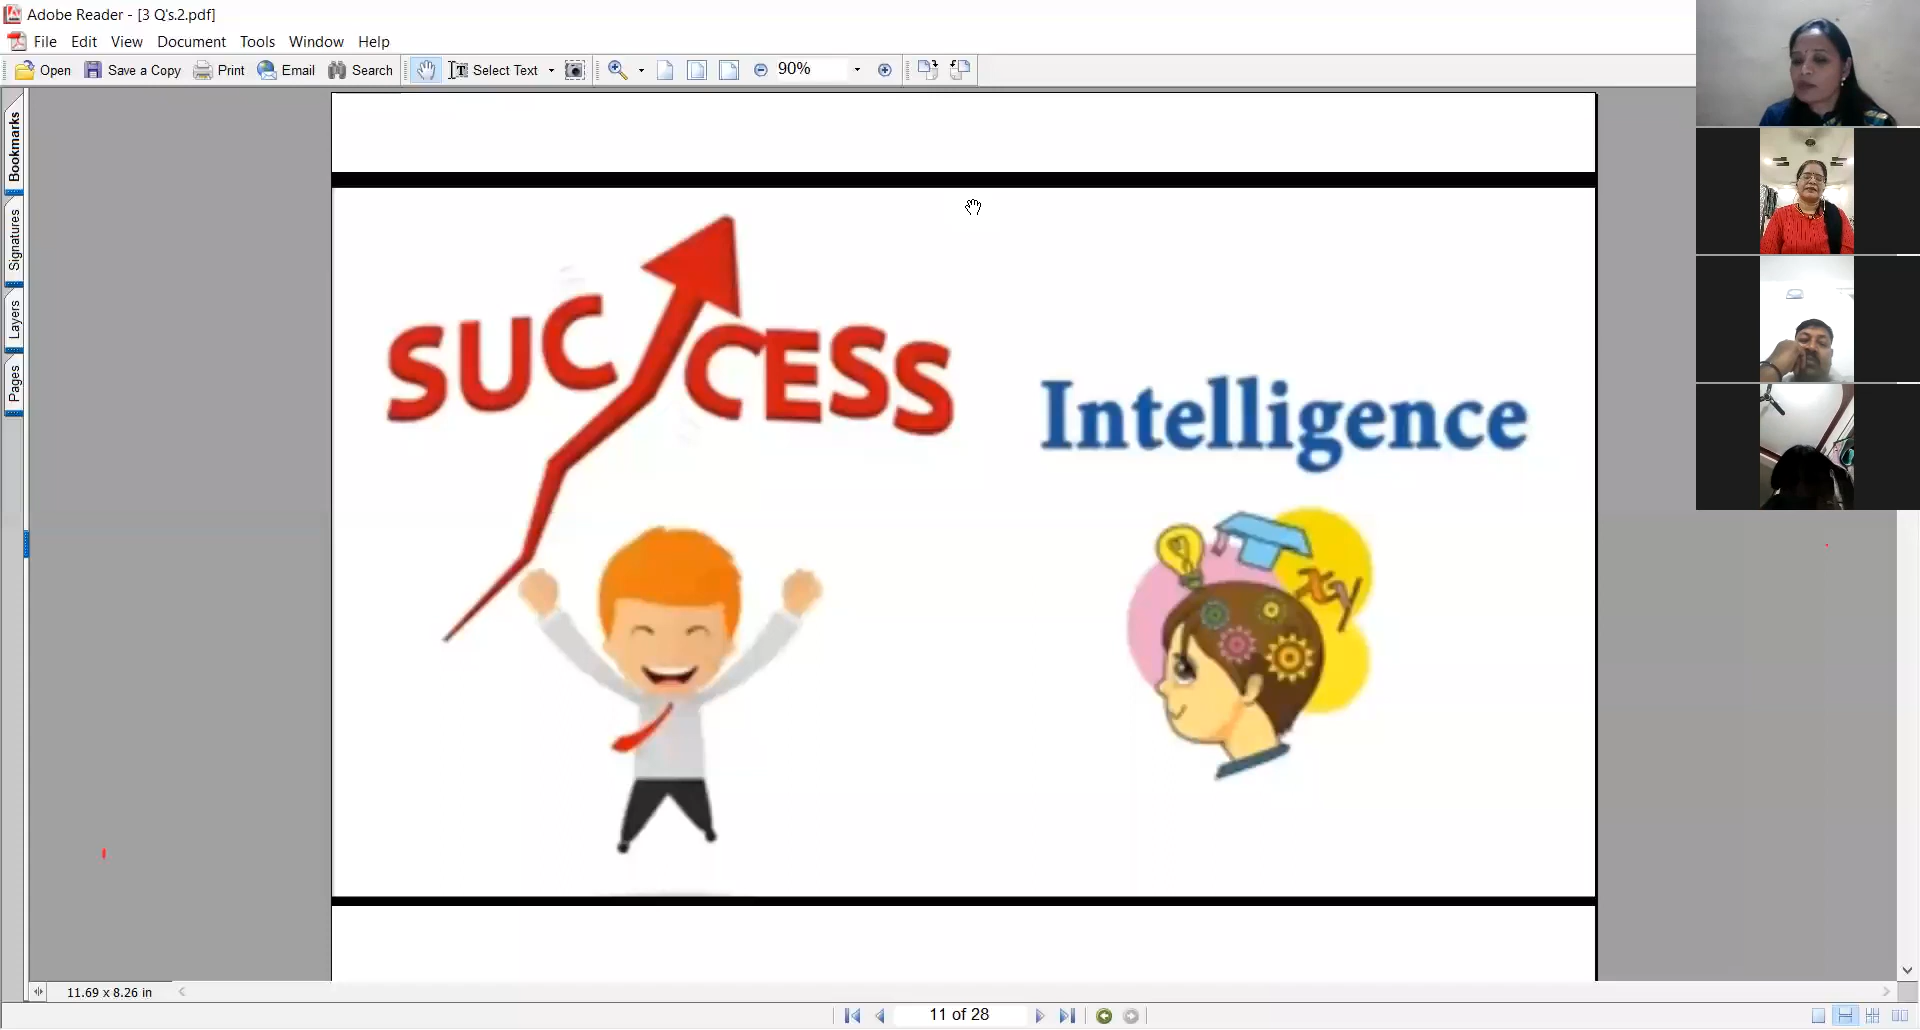 Adobe Reader - [3 Q's.2.pdf]
File Edit View Document Tools Window Help
Open Save a Copy Print Email Search Select Text 90%
Bookmarks
Signatures
Layers
Pages
SUCCESS
Intelligence
xy
11.69 x 8.26 in
11 of 28